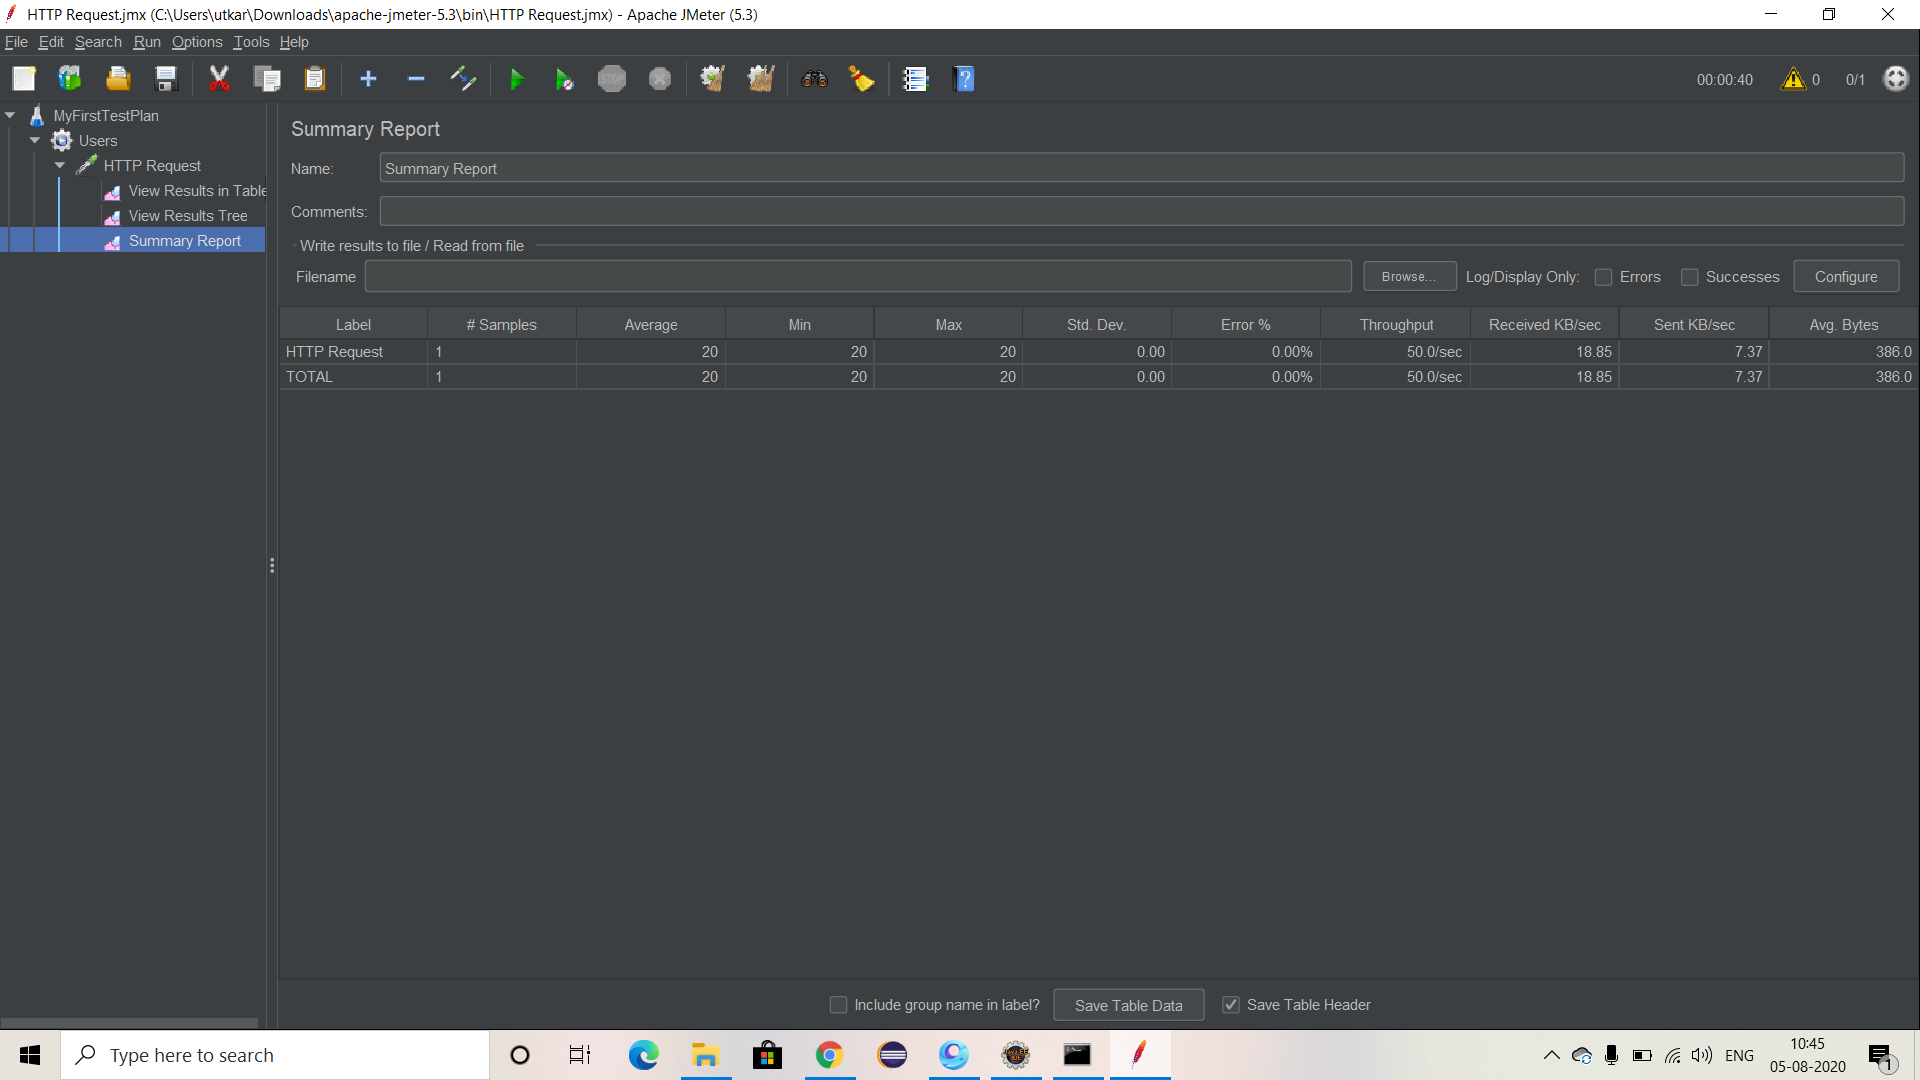 HTTP Request.jmx (C:\Users\utkar\Downloads\apache-jmeter-5.3\bin\HTTP Request.jmx) - Apache JMeter (5.3)
File Edit Search Run Options Tools Help
STOP 00:00:40 0 0/1
MyFirstTestPlan
Users
HTTP Request
View Results in Table
View Results Tree
Summary Report
Summary Report
Name: Summary Report
Comments:
Write results to file / Read from file
Filename Browse... Log/Display Only: Errors Successes Configure
Label # Samples Average Min Max Std. Dev. Error % Throughput Received KB/sec Sent KB/sec Avg. Bytes
HTTP Request 1 20 20 20 0.00 0.00% 50.0/sec 18.85 7.37 386.0
TOTAL 1 20 20 20 0.00 0.00% 50.0/sec 18.85 7.37 386.0
Include group name in label? Save Table Data Save Table Header
Type here to search
ENG
10:45
05-08-2020
1